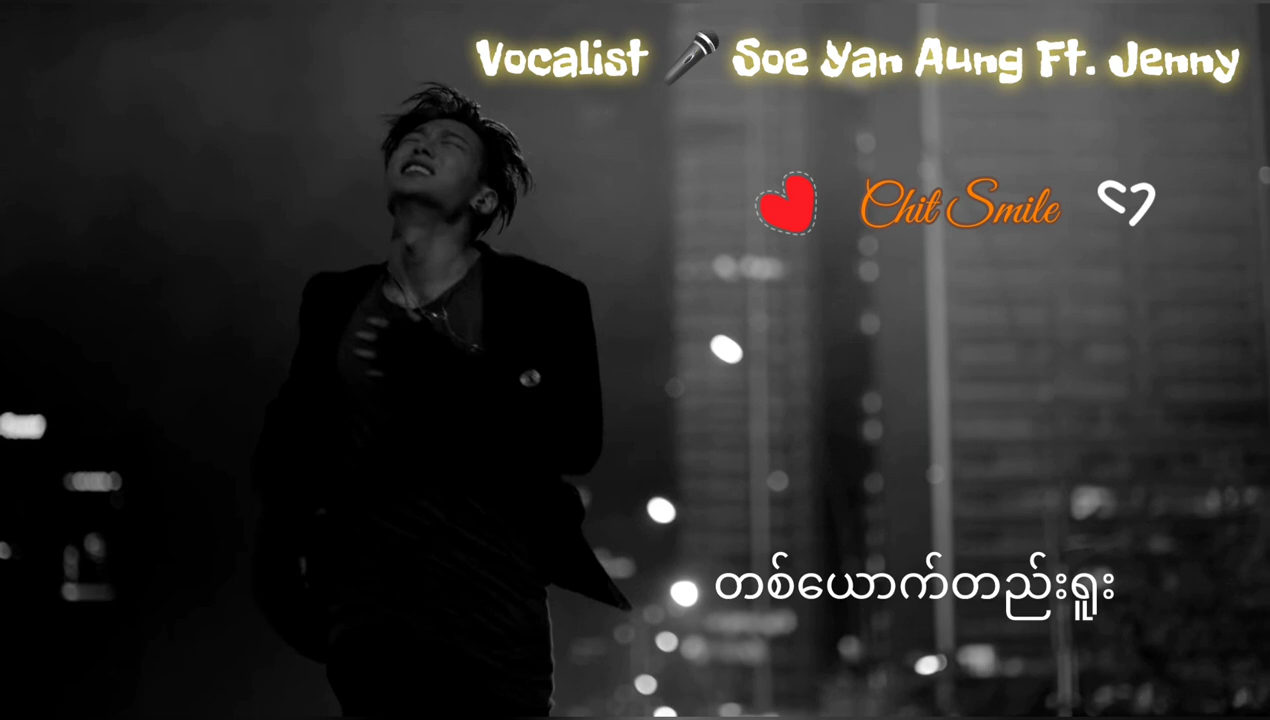 Vocalist 🎤 Soe Yan Aung Ft. Jenny
Chit Smile
တစ်ယောက်တည်းရူး